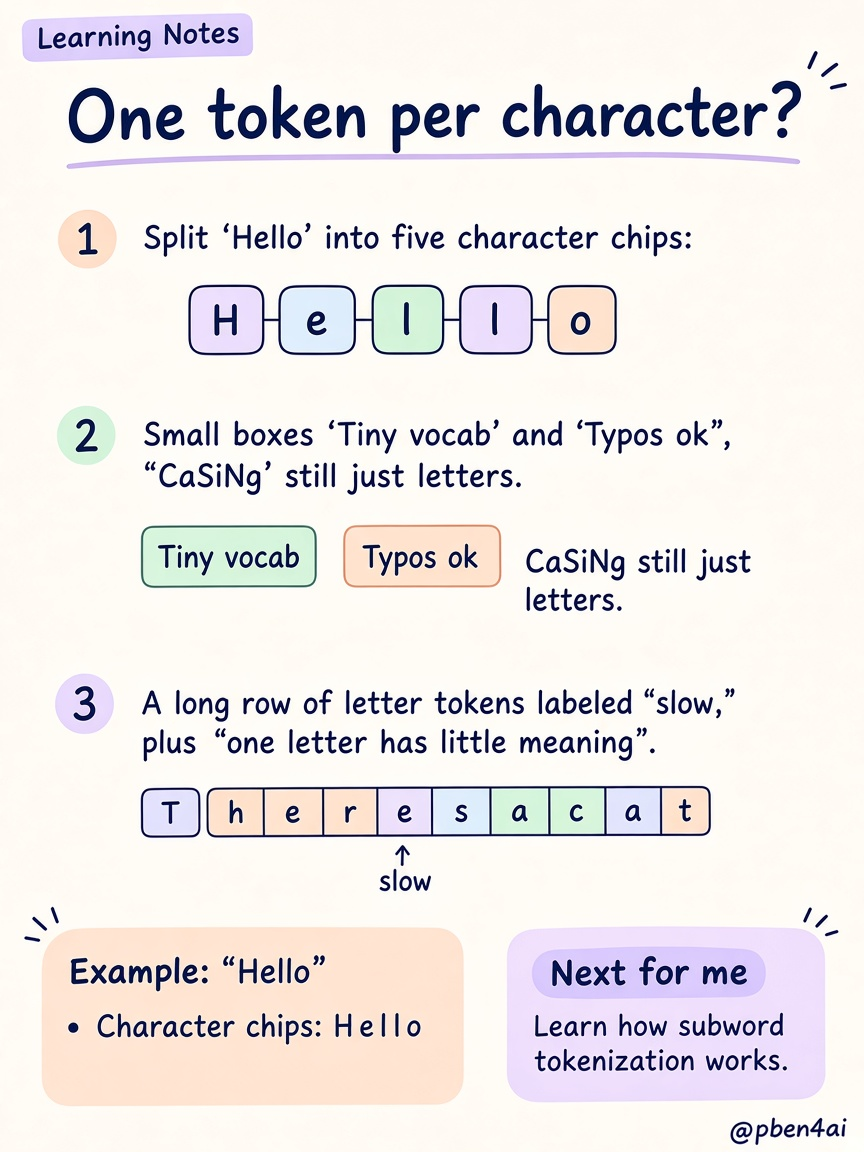 Learning Notes
One token per character?
1
Split ‘Hello’ into five character chips:
H e l l o
2
Small boxes ‘Tiny vocab’ and ‘Typos ok”,
“CaSiNg’ still just letters.
Tiny vocab
Typos ok
CaSiNg still just
letters.
3
A long row of letter tokens labeled “slow,”
plus “one letter has little meaning”.
T h e r e s a c a t
↑
slow
Example: “Hello”
• Character chips: H e l l o
Next for me
Learn how subword
tokenization works.
@pben4ai